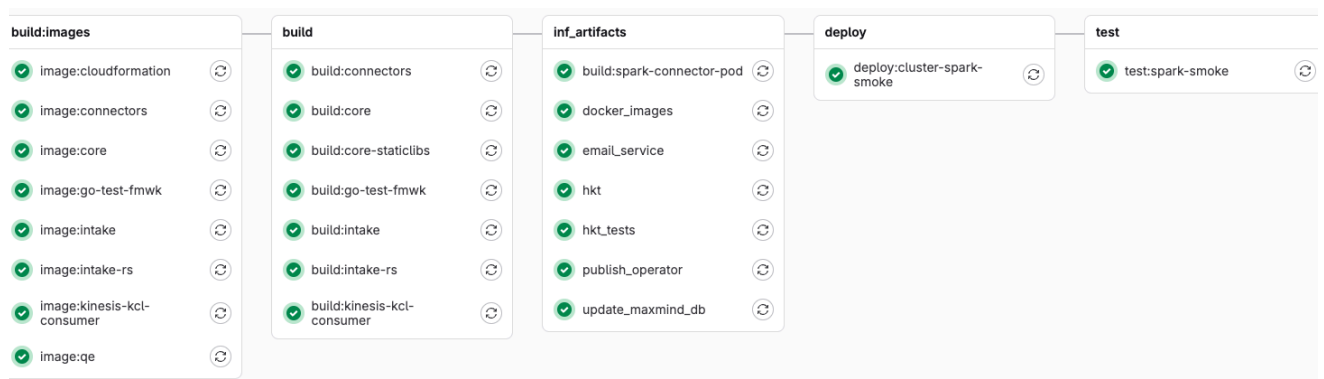 build:images
image:cloudformation
image:connectors
image:core
image:go-test-fmwk
image:intake
image:intake-rs
image:kinesis-kcl-
consumer
image:qe
build
build:connectors
build:core
build:core-staticlibs
build:go-test-fmwk
build:intake
build:intake-rs
build:kinesis-kcl-
consumer
inf_artifacts
build:spark-connector-pod
docker_images
email_service
hkt
hkt_tests
publish_operator
update_maxmind_db
deploy
deploy:cluster-spark-
smoke
test
test:spark-smoke